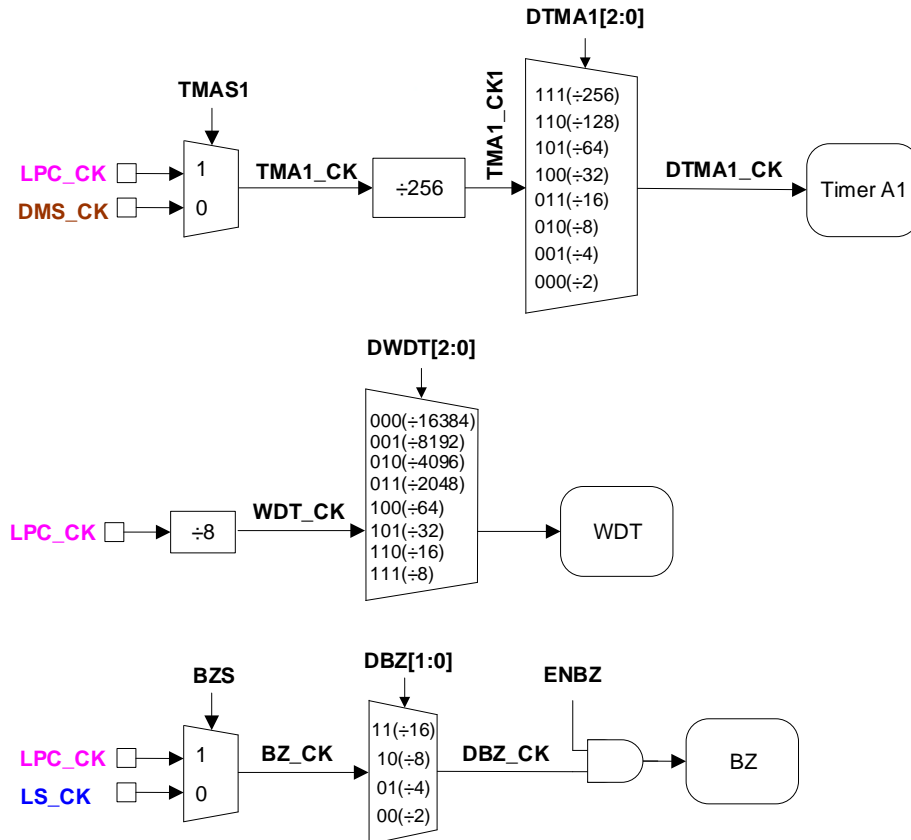 DTMA1[2:0]
TMAS1
TMA1_CK1
111(÷256)
110(÷128)
101(÷64)
100(÷32)
011(÷16)
010(÷8)
001(÷4)
000(÷2)
LPC_CK
1
DMS_CK
0
TMA1_CK
÷256
DTMA1_CK
Timer A1
DWDT[2:0]
000(÷16384)
001(÷8192)
010(÷4096)
011(÷2048)
100(÷64)
101(÷32)
110(÷16)
111(÷8)
LPC_CK
÷8
WDT_CK
WDT
BZS
DBZ[1:0]
ENBZ
LPC_CK
1
LS_CK
0
BZ_CK
11(÷16)
10(÷8)
01(÷4)
00(÷2)
DBZ_CK
BZ